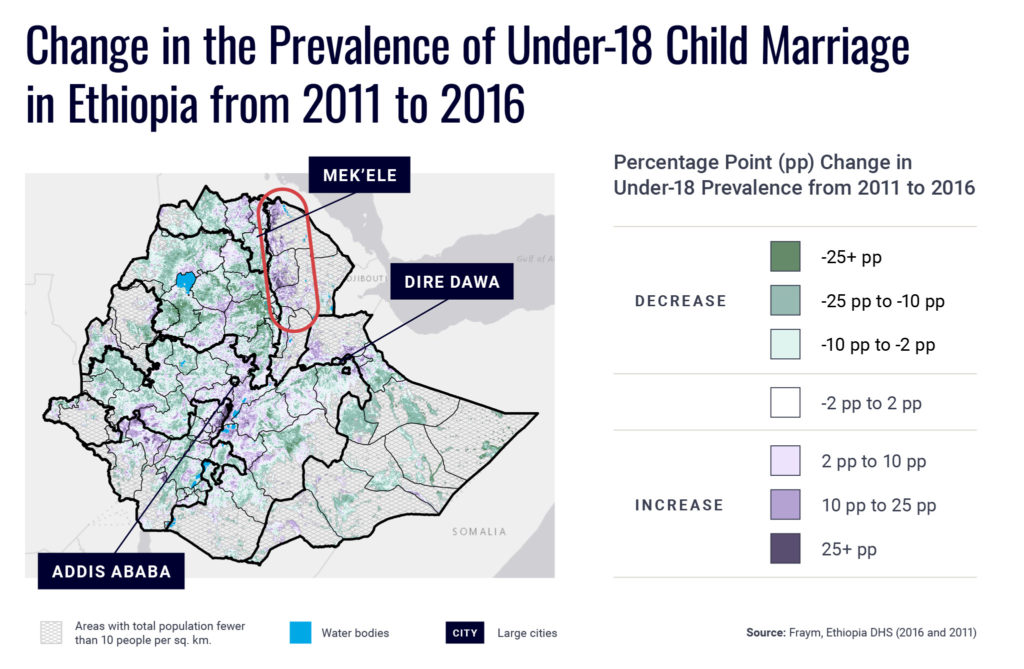 Change in the Prevalence of Under-18 Child Marriage
in Ethiopia from 2011 to 2016
Percentage Point (pp) Change in
Under-18 Prevalence from 2011 to 2016
MEK’ELE
DIRE DAWA
ADDIS ABABA
DJIBOUTI
Gulf of A
SOMALIA
DECREASE
-25+ pp
-25 pp to -10 pp
-10 pp to -2 pp
-2 pp to 2 pp
INCREASE
2 pp to 10 pp
10 pp to 25 pp
25+ pp
Areas with total population fewer
than 10 people per sq. km.
Water bodies
CITY
Large cities
Source: Fraym, Ethiopia DHS (2016 and 2011)